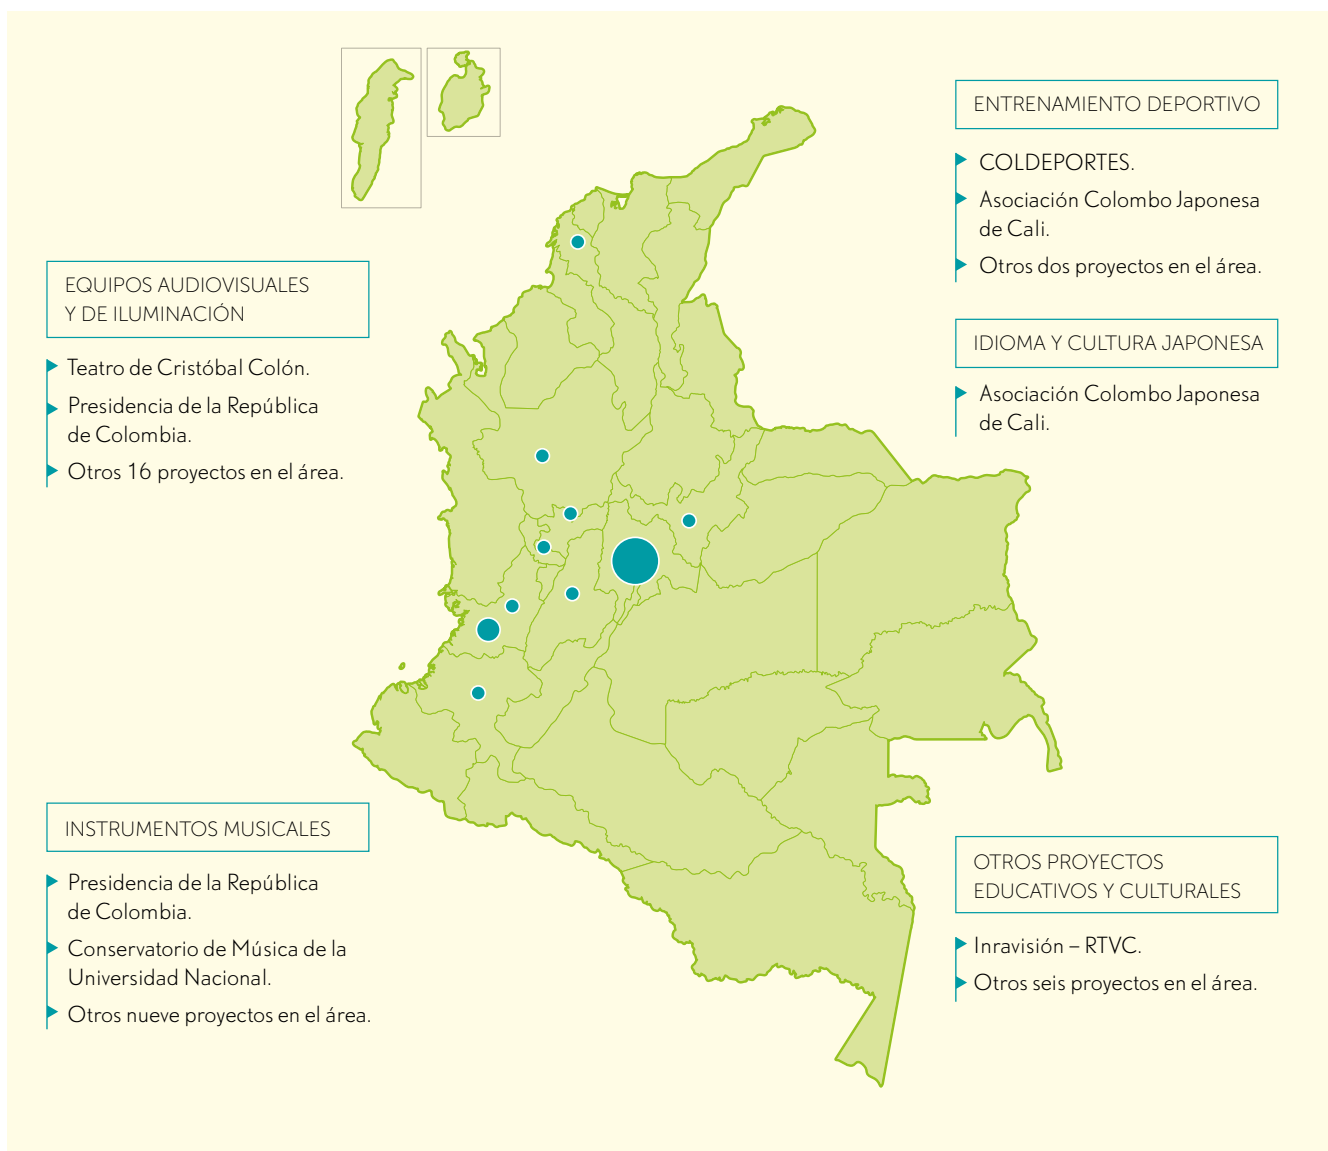 EQUIPOS AUDIOVISUALES
Y DE ILUMINACIÓN
Teatro de Cristóbal Colón.
Presidencia de la República
de Colombia.
Otros 16 proyectos en el área.
INSTRUMENTOS MUSICALES
Presidencia de la República
de Colombia.
Conservatorio de Música de la
Universidad Nacional.
Otros nueve proyectos en el área.
ENTRENAMIENTO DEPORTIVO
COLDEPORTES.
Asociación Colombo Japonesa
de Cali.
Otros dos proyectos en el área.
IDIOMA Y CULTURA JAPONESA
Asociación Colombo Japonesa
de Cali.
OTROS PROYECTOS
EDUCATIVOS Y CULTURALES
Inravisión – RTVC.
Otros seis proyectos en el área.